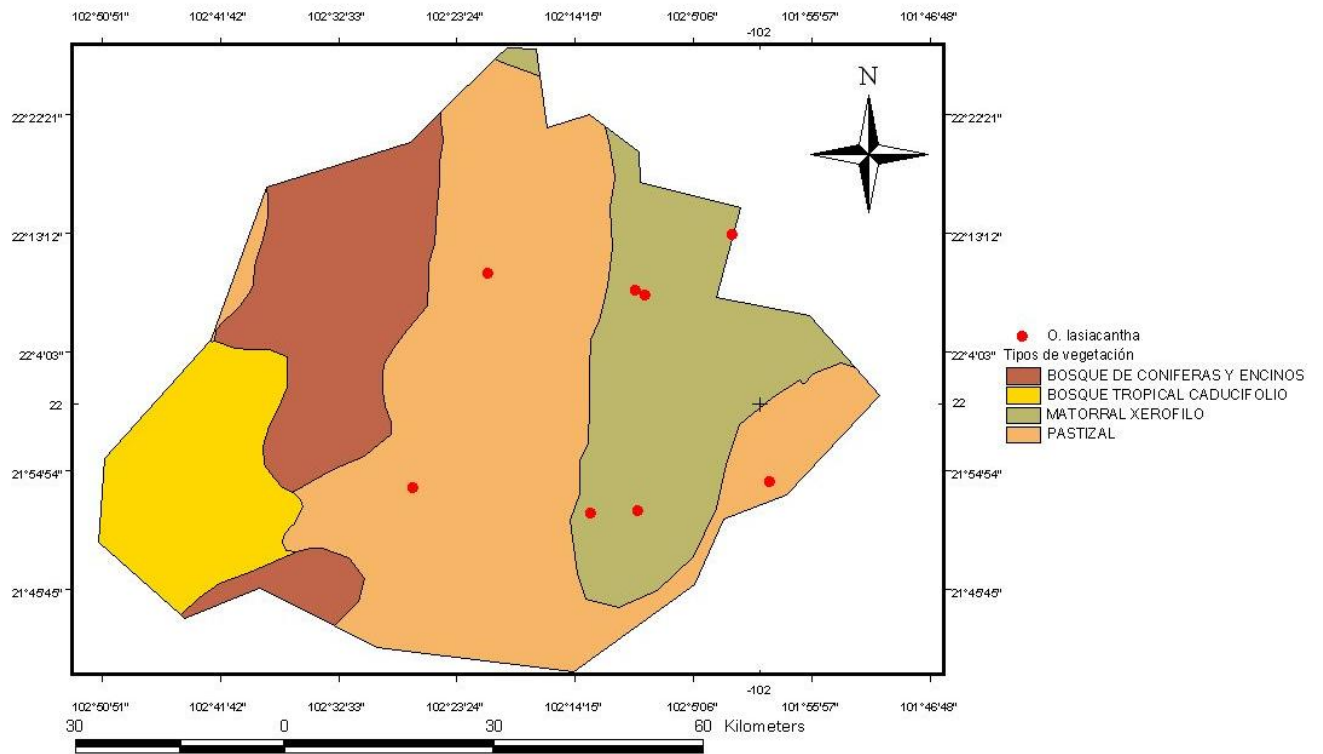 102°50'51" 102°41'42" 102°32'33" 102°23'24" 102°14'15" 102°5'06" -102 101°55'57" 101°46'48"
N
22°22'21" 22°22'21"
22°13'12" 22°13'12"
22°4'03" 22°4'03"
22 22
21°54'54" 21°54'54"
21°45'45" 21°45'45"
O. lasiacantha
Tipos de vegetación
BOSQUE DE CONIFERAS Y ENCINOS
BOSQUE TROPICAL CADUCIFOLIO
MATORRAL XEROFILO
PASTIZAL
-102
102°50'51" 102°41'42" 102°32'33" 102°23'24" 102°14'15" 102°5'06" 101°55'57" 101°46'48"
30 0 30 60 Kilometers